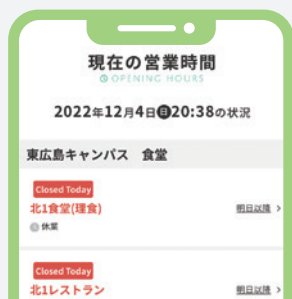 現在の営業時間
OPENING HOURS
2022年12月4日日20:38の状況
東広島キャンパス 食堂
Closed Today
北1食堂(理食)
明日以降 >
休業
Closed Today
北1レストラン
明日以降 >